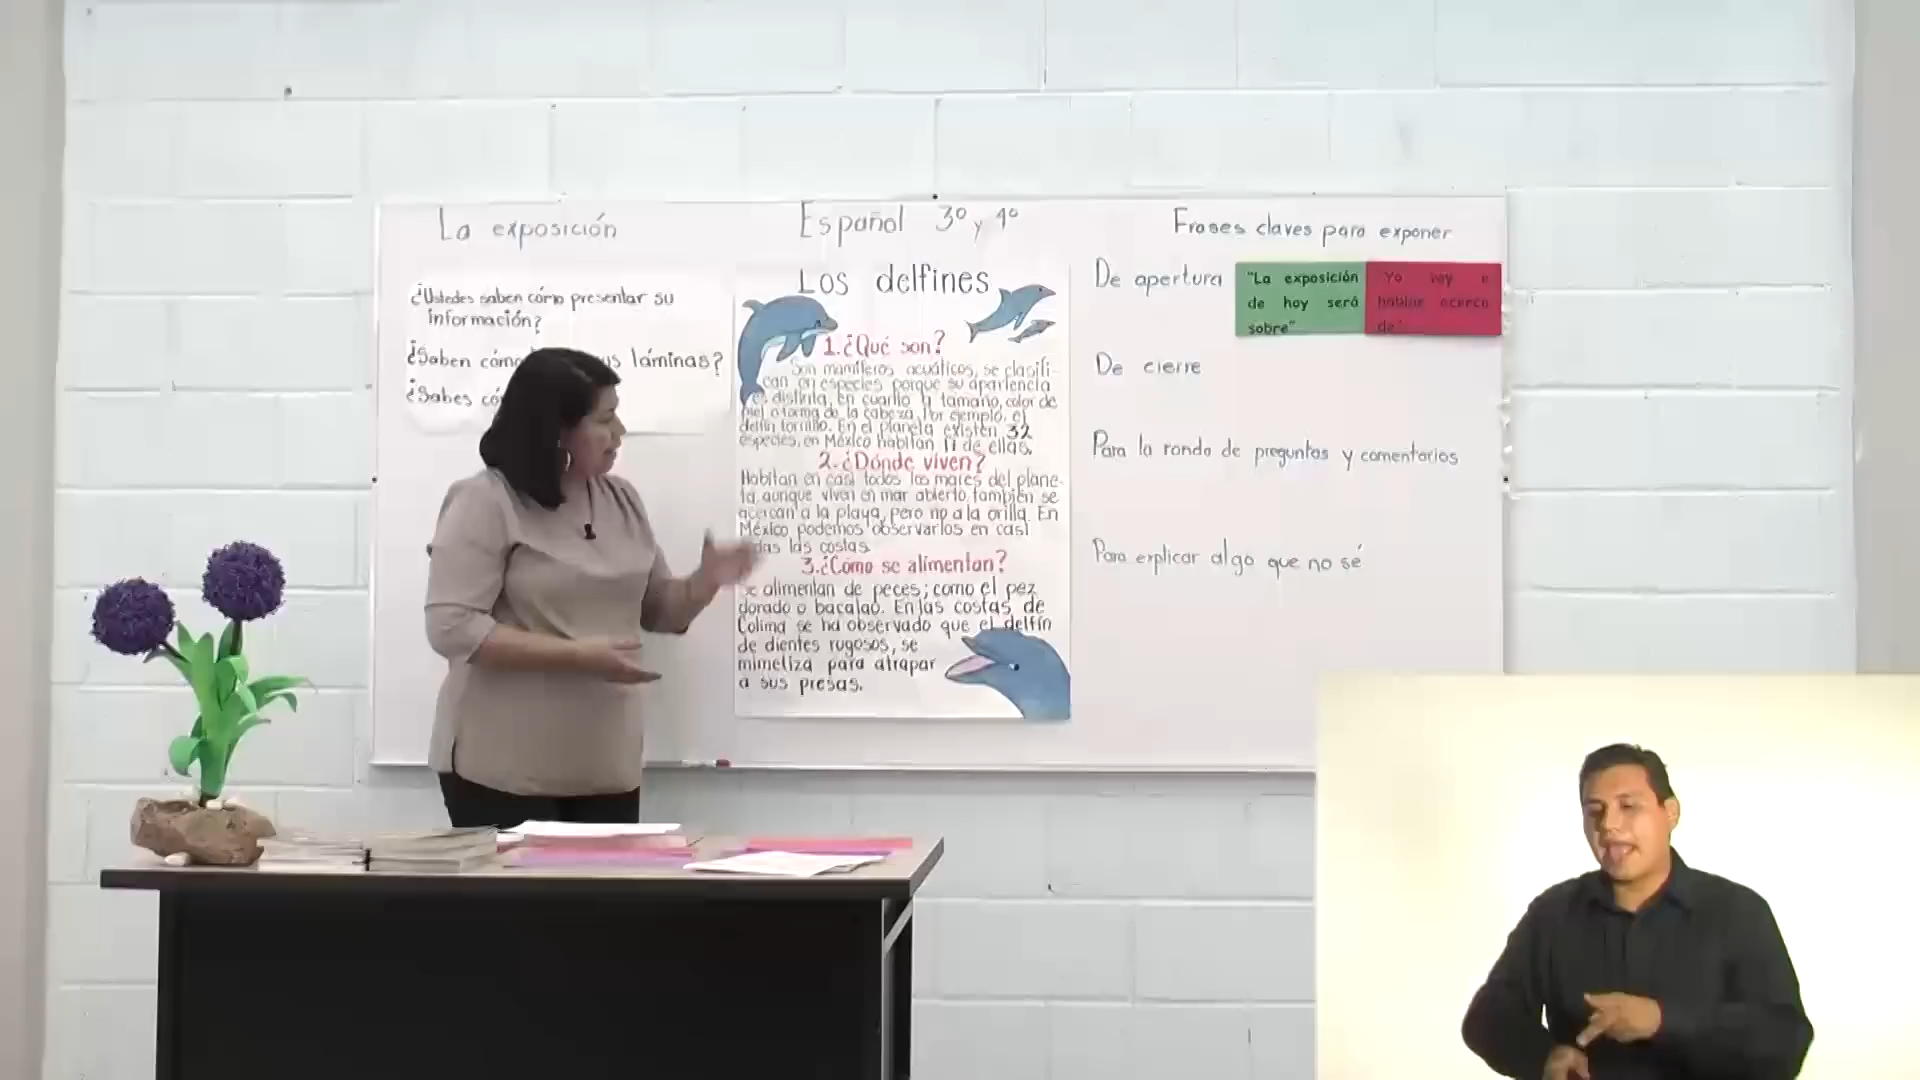 La exposición
¿Ustedes saben cómo presentar su
información?
¿Saben cómo láminas?
¿Sabes
Español 3º y 4º
Los delfines
1. ¿Qué son?
Son mamíferos acuáticos, se clasifi-
can en especies porque su apariencia
es distinta, en cuanto a tamaño, color de
piel o forma de la cabeza. Por ejemplo, el
delfín tornillo. En el planeta existen 32
especies, en México habitan 11 de ellas.
2. ¿Dónde viven?
Habitan en casi todos los mares del plane-
ta, aunque viven en mar abierto, también se
acercan a la playa, pero no a la orilla. En
México podemos observarlos en casi
las costas.
3. ¿Cómo se alimentan?
Se alimentan de peces; como el pez
dorado o bacalao. En las costas de
Colima se ha observado que el delfín
de dientes rugosos, se
mimetiza para atrapar
a sus presas.
Frases claves para exponer
De apertura
"La exposición
de hoy será
sobre"
"Yo voy a
hablar acerca
de"
De cierre
Para la ronda de preguntas y comentarios
Para explicar algo que no sé